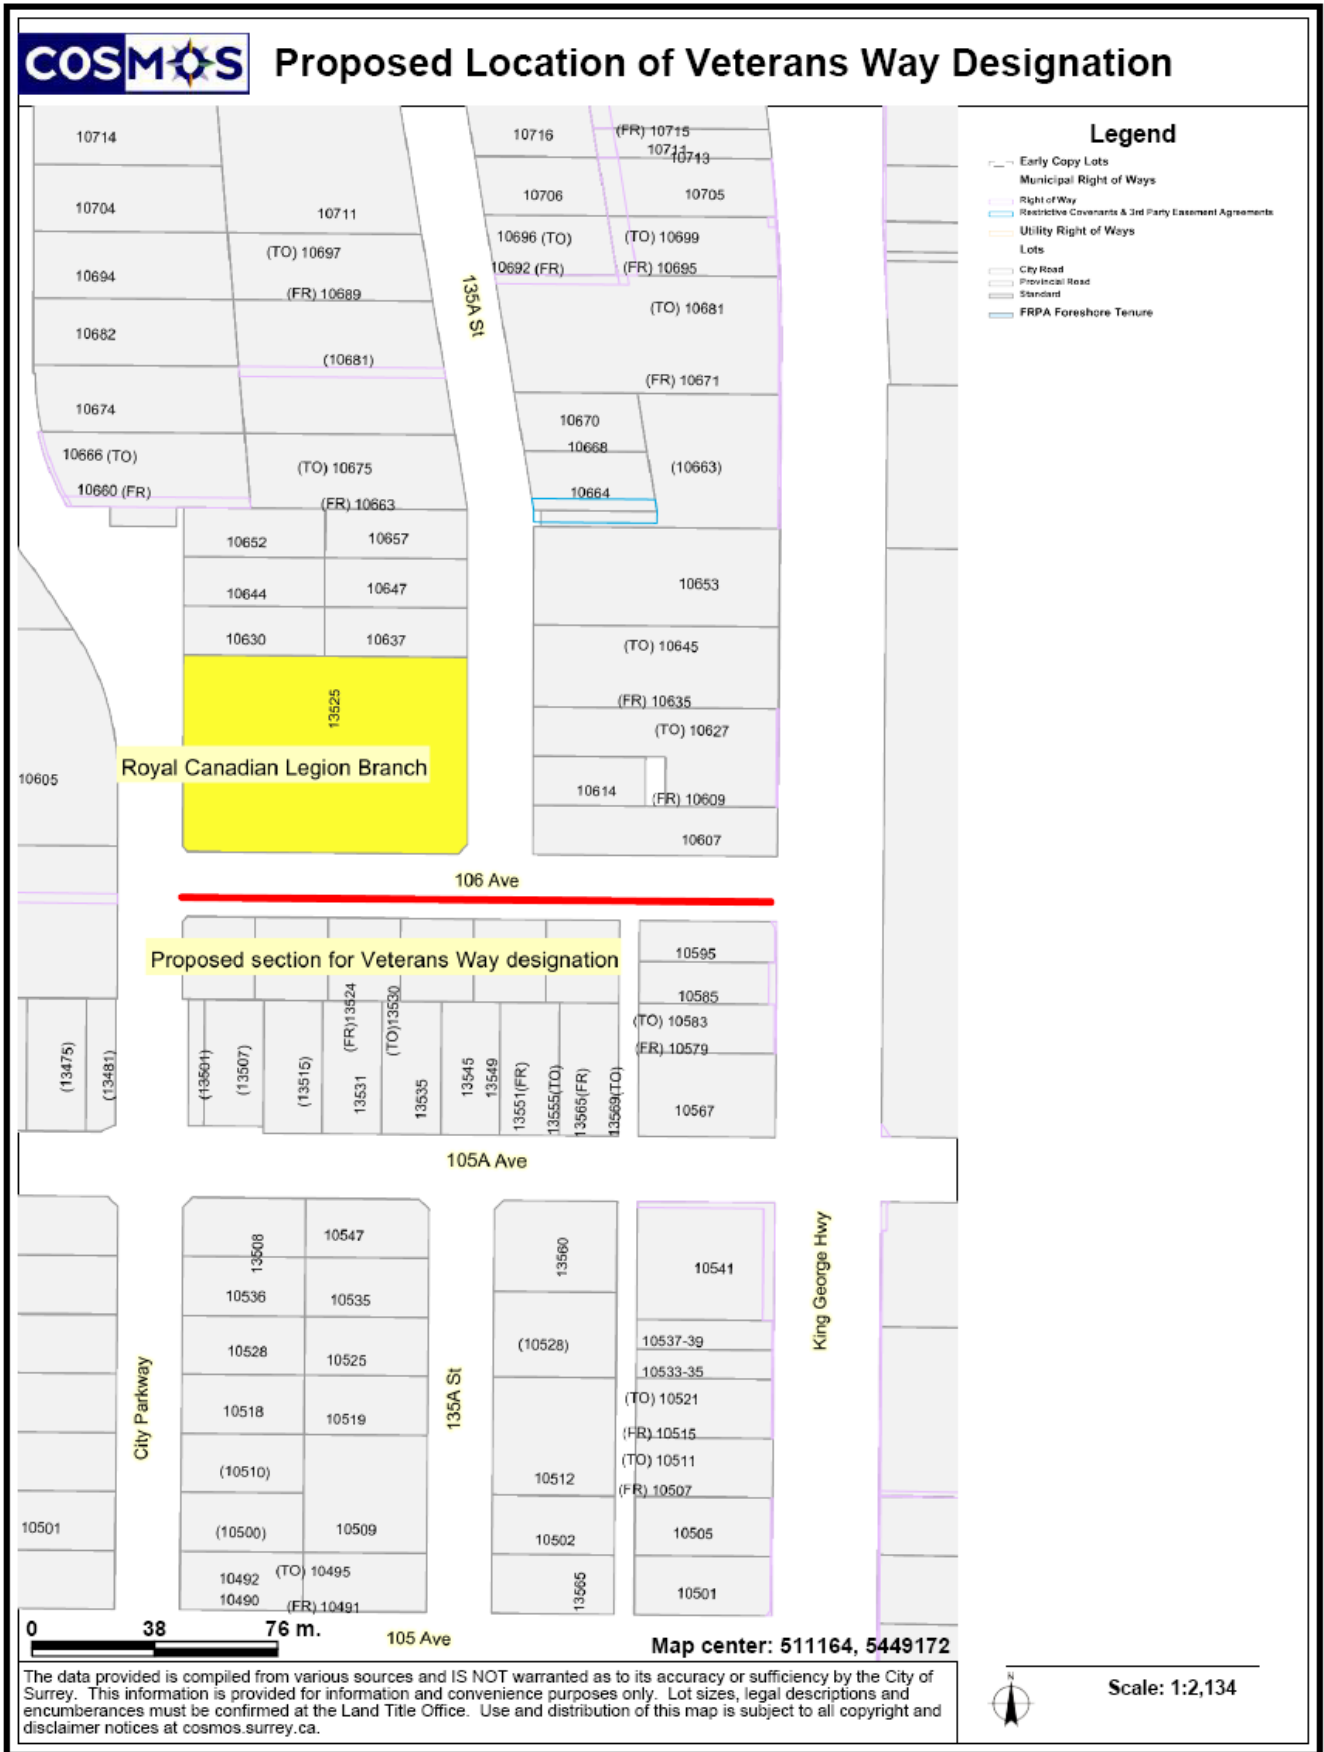 COSMOS Proposed Location of Veterans Way Designation
Legend
Early Copy Lots
Municipal Right of Ways
Right of Way
Restrictive Covenants & 3rd Party Easement Agreements
Utility Right of Ways
Lots
City Road
Provincial Road
Standard
FRPA Foreshore Tenure
10714
10704
10694
10682
10674
10666 (TO)
10660 (FR)
10711
(TO) 10697
(FR) 10689
(10681)
(TO) 10675
(FR) 10663
135A St
10716
10706
10696 (TO)
10692 (FR)
(FR) 10715
10711
10713
10705
(TO) 10699
(FR) 10695
(TO) 10681
(FR) 10671
10670
10668
10664
(10663)
10652
10657
10644
10647
10630
10637
13525
Royal Canadian Legion Branch
10605
10653
(TO) 10645
(FR) 10635
(TO) 10627
10614
(FR) 10609
10607
106 Ave
Proposed section for Veterans Way designation
10595
10585
(TO) 10583
(FR) 10579
10567
(13475)
(13481)
(13501)
(13507)
(13515)
(FR)13524
13531
(TO)13530
13535
13545
13549
13551(FR)
13555(TO)
13565(FR)
13569(TO)
105A Ave
13508
10547
10536
10535
10528
10525
10518
10519
(10510)
(10500)
10509
10492
10490
(TO) 10495
(FR) 10491
City Parkway
135A St
10501
13560
(10528)
10512
10502
13565
10541
10537-39
10533-35
(TO) 10521
(FR) 10515
(TO) 10511
(FR) 10507
10505
10501
King George Hwy
0 38 76 m.
105 Ave
Map center: 511164, 5449172
The data provided is compiled from various sources and IS NOT warranted as to its accuracy or sufficiency by the City of
Surrey. This information is provided for information and convenience purposes only. Lot sizes, legal descriptions and
encumberances must be confirmed at the Land Title Office. Use and distribution of this map is subject to all copyright and
disclaimer notices at cosmos.surrey.ca.
N
Scale: 1:2,134